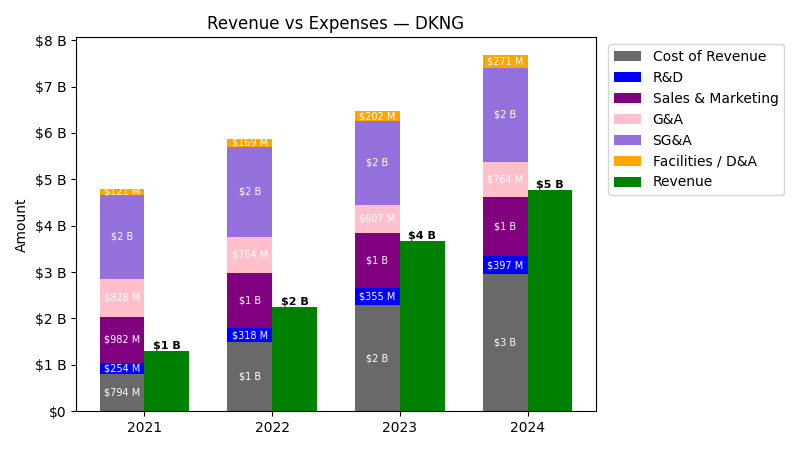 Revenue vs Expenses — DKNG
$8 B
$7 B
$6 B
$5 B
$4 B
$3 B
$2 B
$1 B
$0
Amount
$121 M
$2 B
$828 M
$982 M
$254 M
$794 M
$1 B
$169 M
$2 B
$764 M
$1 B
$318 M
$1 B
$2 B
$202 M
$2 B
$607 M
$1 B
$355 M
$2 B
$4 B
$271 M
$2 B
$764 M
$1 B
$397 M
$3 B
$5 B
2021
2022
2023
2024
Cost of Revenue
R&D
Sales & Marketing
G&A
SG&A
Facilities / D&A
Revenue